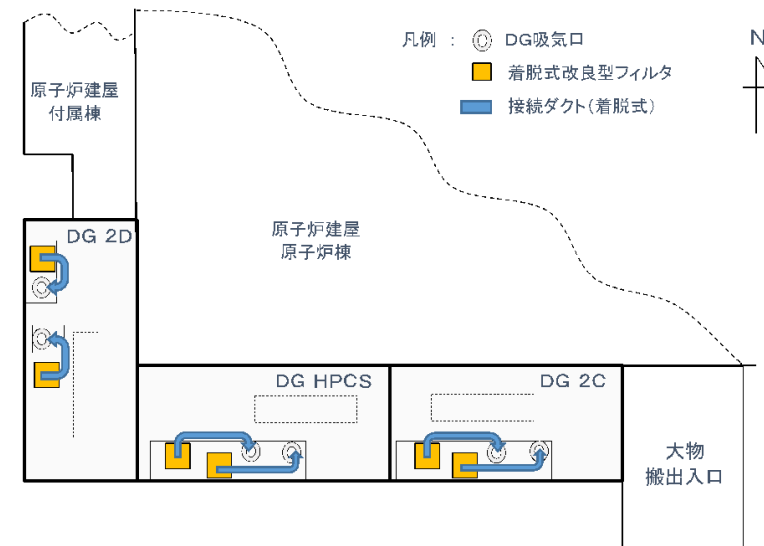 凡例 : DG吸気口
着脱式改良型フィルタ
接続ダクト(着脱式)
N
原子炉建屋
付属棟
原子炉建屋
原子炉棟
DG 2D
DG HPCS
DG 2C
大物
搬出入口